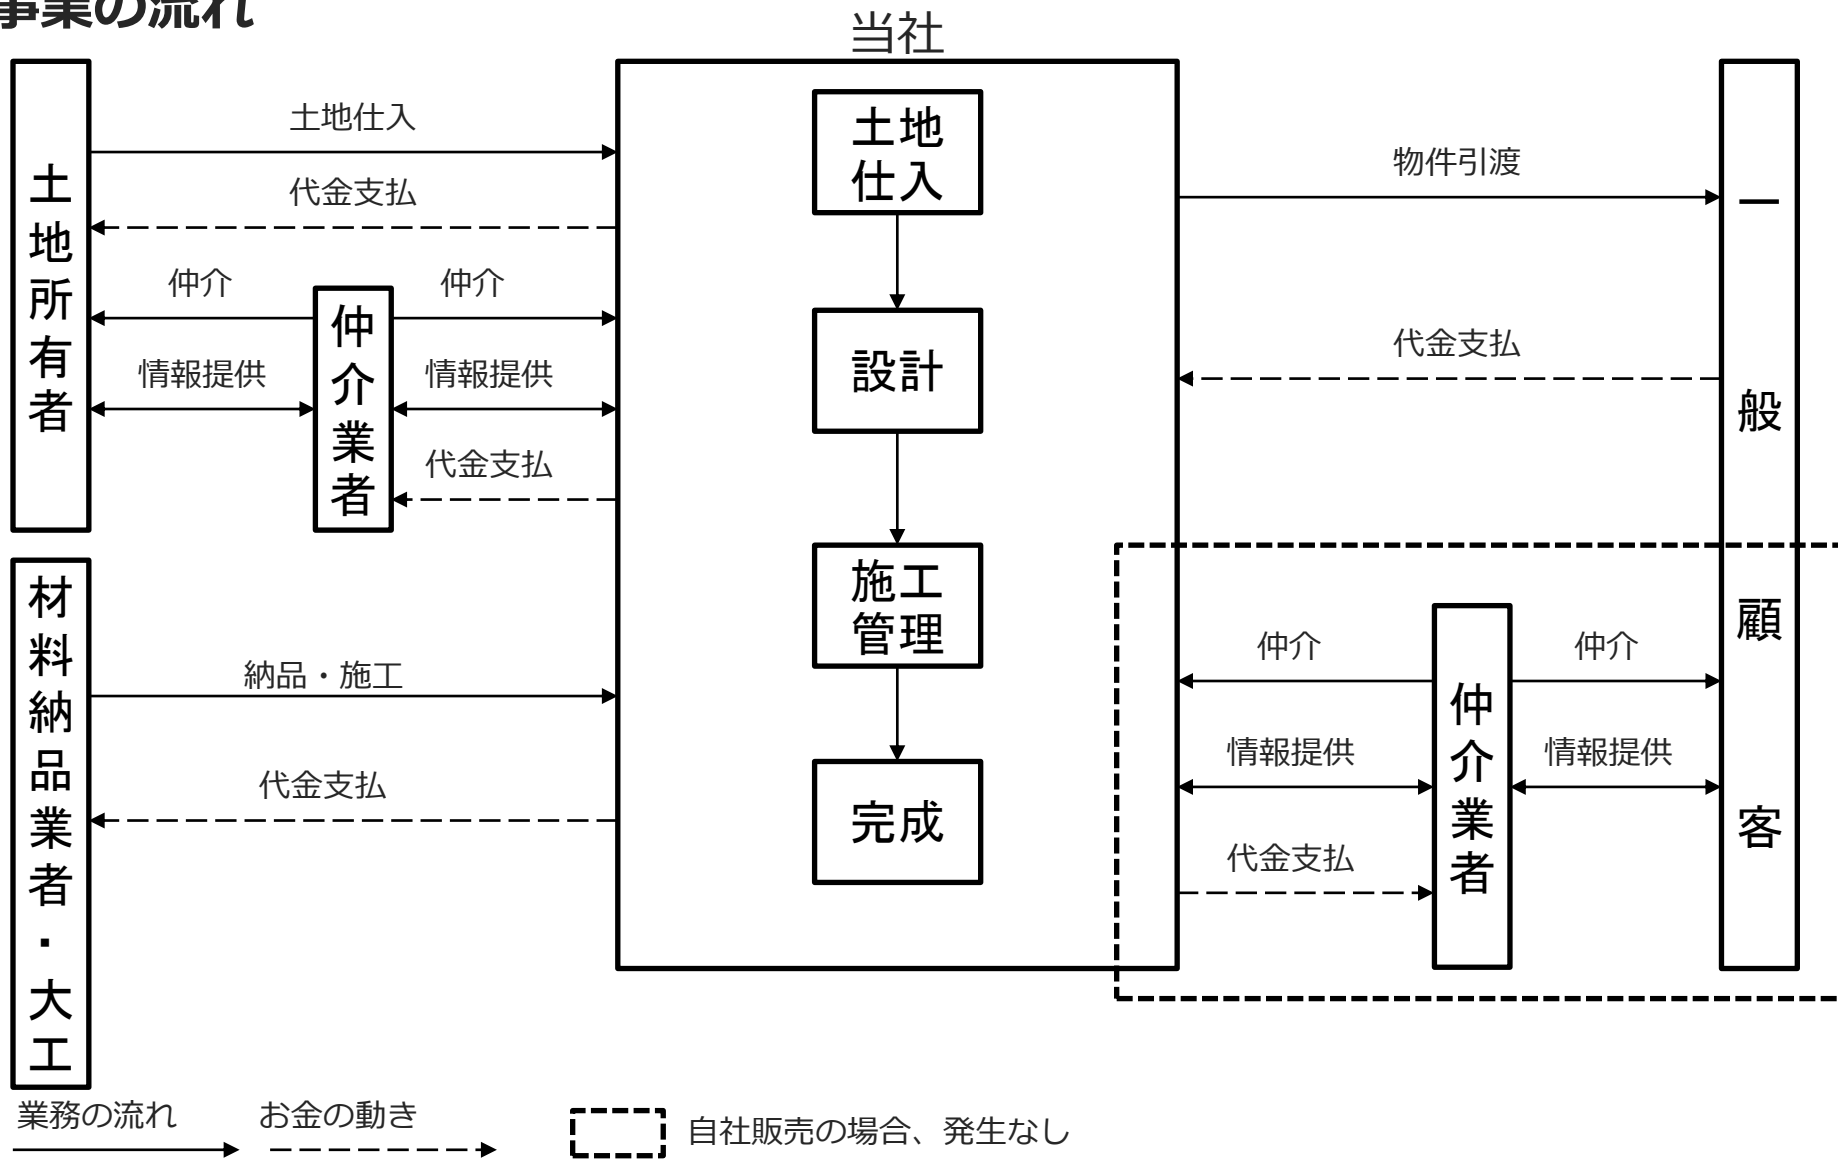 事業の流れ
当社
土地所有者
土地仕入
代金支払
仲介
仲介
情報提供
情報提供
代金支払
仲介業者
材料納品業者・大工
納品・施工
代金支払
土地
仕入
設計
施工
管理
完成
物件引渡
代金支払
一般顧客
仲介
仲介
情報提供
情報提供
代金支払
仲介業者
業務の流れ
お金の動き
自社販売の場合、発生なし